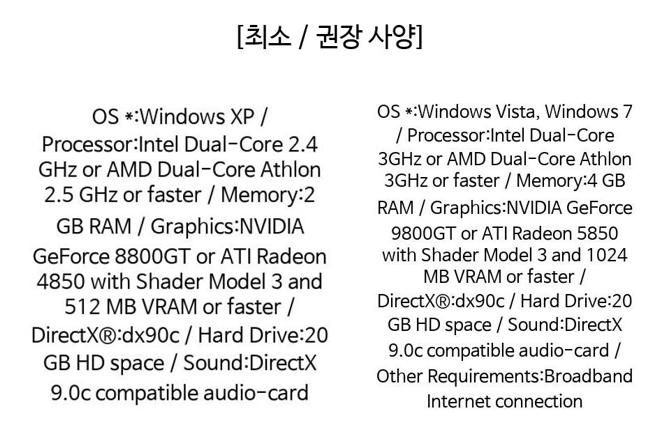 [최소 / 권장 사양]
OS *:Windows XP /
Processor:Intel Dual-Core 2.4
GHz or AMD Dual-Core Athlon
2.5 GHz or faster / Memory:2
GB RAM / Graphics:NVIDIA
GeForce 8800GT or ATI Radeon
4850 with Shader Model 3 and
512 MB VRAM or faster /
DirectX®:dx90c / Hard Drive:20
GB HD space / Sound:DirectX
9.0c compatible audio-card
OS *:Windows Vista, Windows 7
/ Processor:Intel Dual-Core
3GHz or AMD Dual-Core Athlon
3GHz or faster / Memory:4 GB
RAM / Graphics:NVIDIA GeForce
9800GT or ATI Radeon 5850
with Shader Model 3 and 1024
MB VRAM or faster /
DirectX®:dx90c / Hard Drive:20
GB HD space / Sound:DirectX
9.0c compatible audio-card /
Other Requirements:Broadband
Internet connection